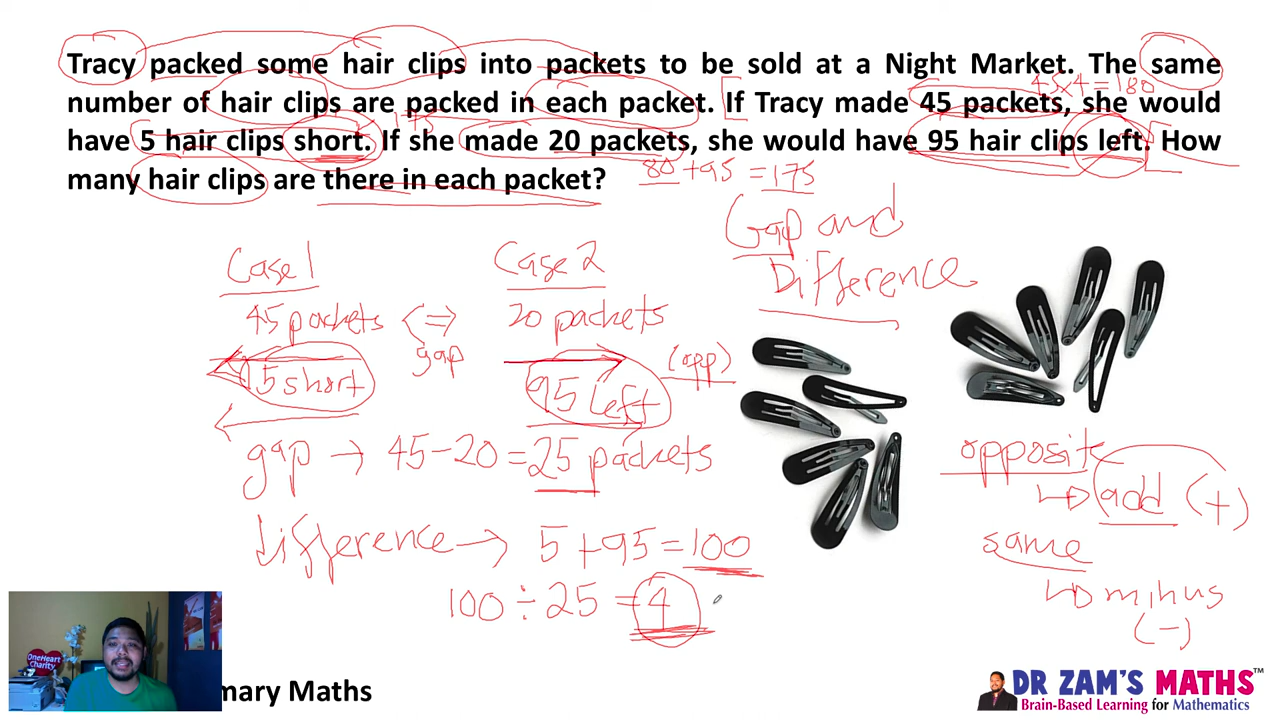 Tracy packed some hair clips into packets to be sold at a Night Market. The same
45x4=180
number of hair clips are packed in each packet. If Tracy made 45 packets, she would
175
have 5 hair clips short. If she made 20 packets, she would have 95 hair clips left. How
many hair clips are there in each packet?
80+95=175
Gap and
Difference
Case 1
Case 2
45 packets
20 packets
gap
5 short
95 left
(opp)
gap → 45-20=25 packets
opposite
↳ add (+)
difference → 5+95=100
same
↳ minus
(-)
100÷25=4
OneHeart
Charity
mary Maths
DR ZAM'S MATHS™
Brain-Based Learning for Mathematics